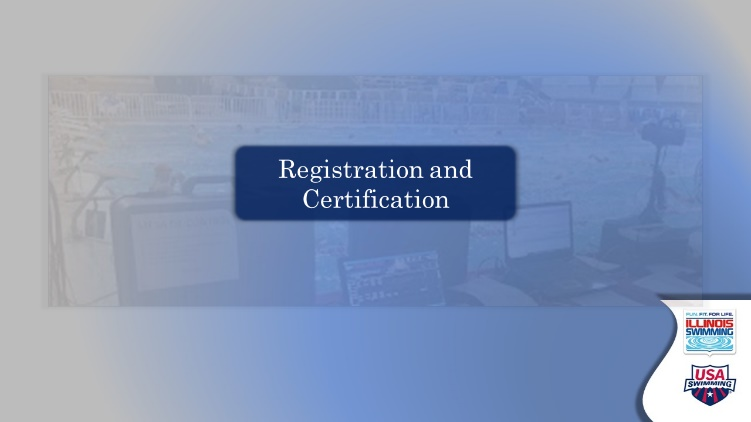 Registration and
Certification
FUN. FIT. FOR LIFE.
ILLINOIS
SWIMMING
USA
SWIMMING